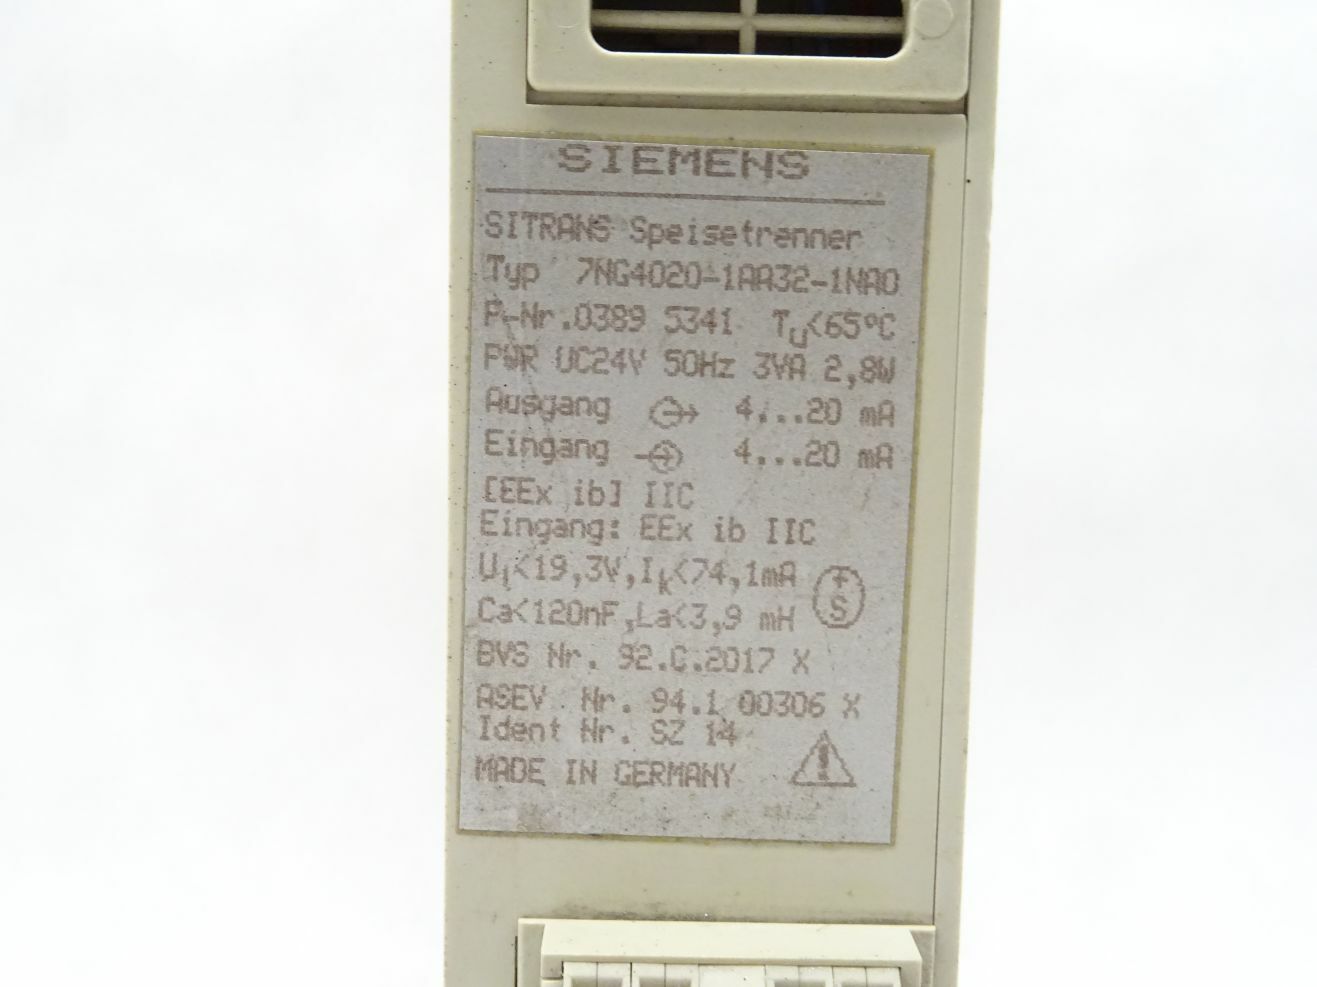 SIEMENS
SITRANS Speisetrenner
Typ 7NG4020-1AA32-1NA0
P-Nr.0389 5341 Tu<65°C
PWR UC24V 50Hz 3VA 2,8W
Ausgang 4...20 mA
Eingang 4...20 mA
[EEx ib] IIC
Eingang: EEx ib IIC
Ul<19,3V,Ik<74,1mA
Ca<120nF,La<3,9 mH
+
S
BVS Nr. 92.C.2017 X
ASEV Nr. 94.1 00306 X
Ident Nr. SZ 14
MADE IN GERMANY